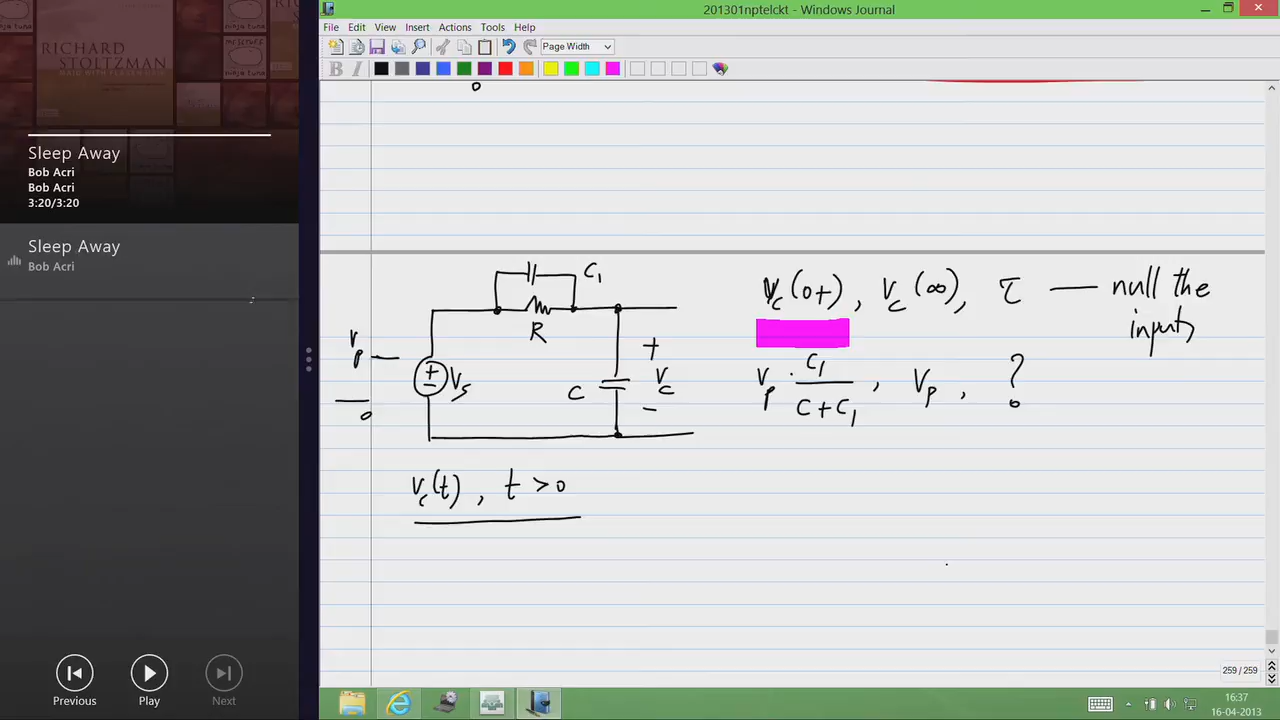 201301nptelckt - Windows Journal
File Edit View Insert Actions Tools Help
Page Width
B I
RICHARD
STOLTZMAN
Sleep Away
Bob Acri
Bob Acri
3:20/3:20
Sleep Away
Bob Acri
Previous Play Next
0
C1
R
Vp
0
+
-
Vs
C
+
Vc
-
Vc(0+), Vc(∞), τ — null the
inputs
Vp · C1/(C+C1), Vp, ?
Vc(t), t > 0
259 / 259
16:37
16-04-2013